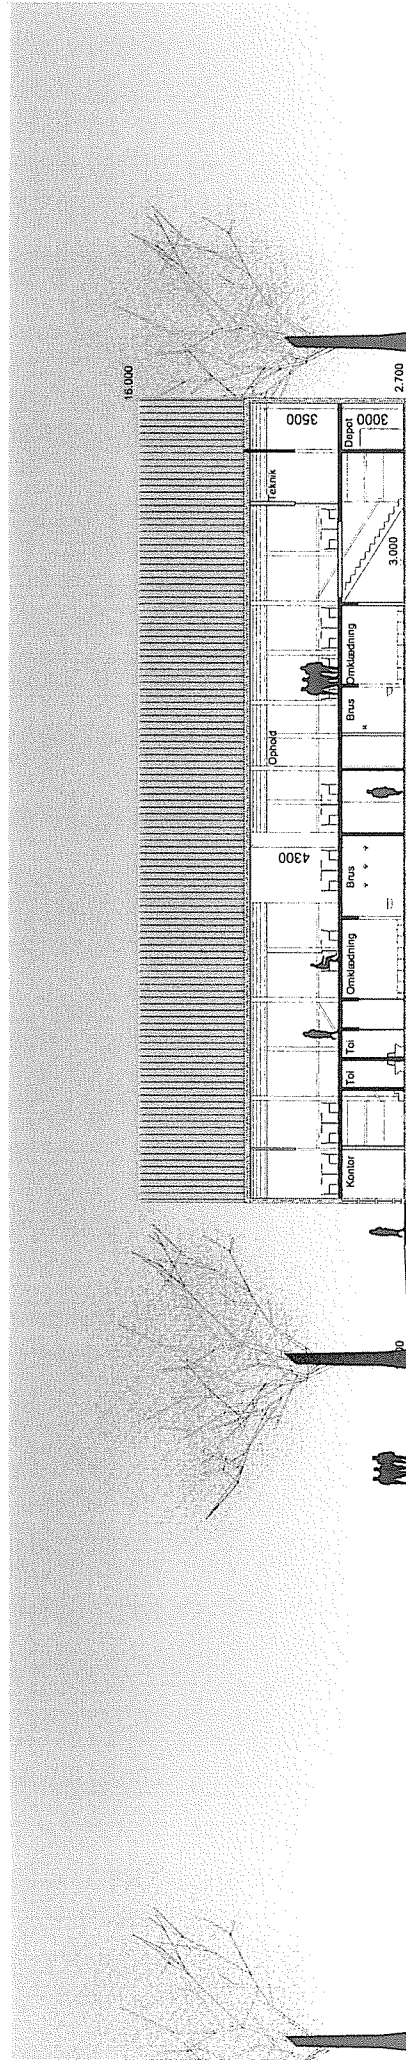 16.000
Teknik
Ophold
4300
3500
Kontor
Toi
Toi
Omklædning
Brus
Brus
Omklædning
3.000
Depot
3000
2.700